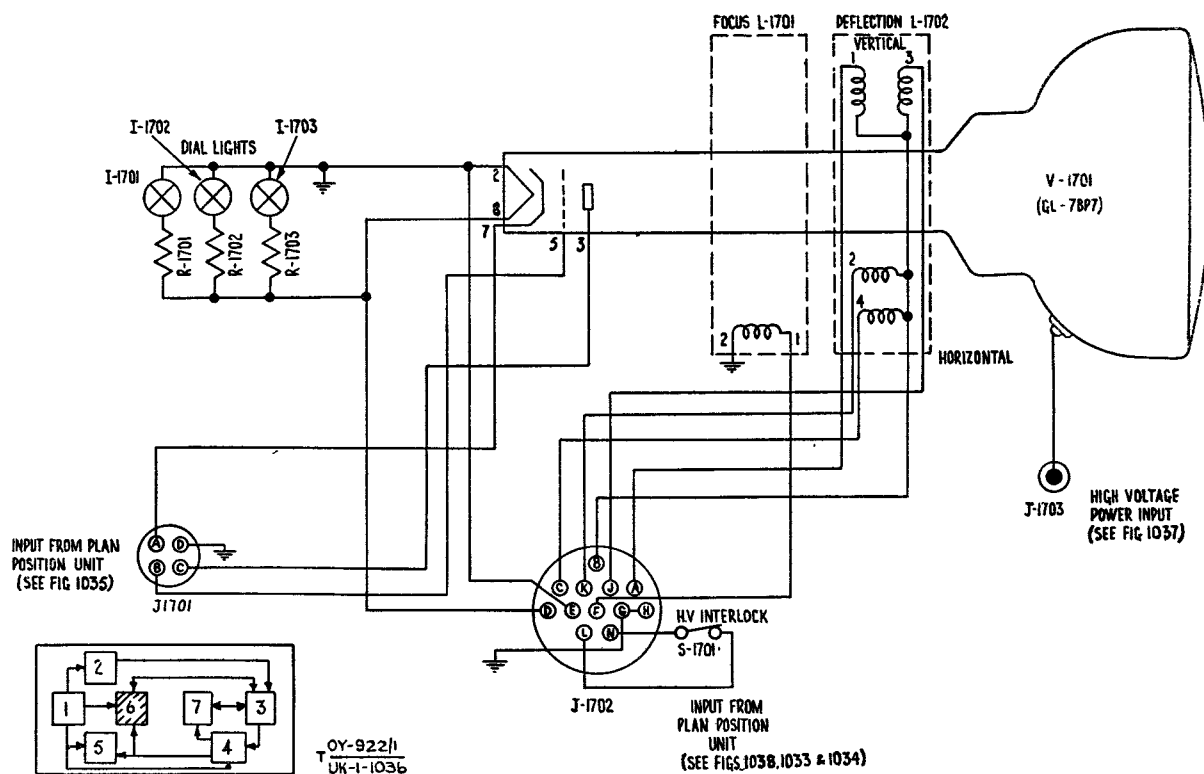 FOCUS L-1701
DEFLECTION L-1702
VERTICAL
1
3
I-1702
I-1703
DIAL LIGHTS
I-1701
2
8
7
5
3
V-1701
(GL-7BP7)
R-1701
R-1702
R-1703
2
4
2
1
HORIZONTAL
J-1703
HIGH VOLTAGE
POWER INPUT
(SEE FIG 1037)
INPUT FROM PLAN
POSITION UNIT
(SEE FIG 1035)
A
D
B
C
J1701
B
C
K
J
A
D
E
F
G
H
L
N
H.V INTERLOCK
S-1701
J-1702
INPUT FROM
PLAN POSITION
UNIT
(SEE FIGS.1038,1033 & 1034)
2
1
6
7
3
5
4
T OY-922/1
UK-1-1036